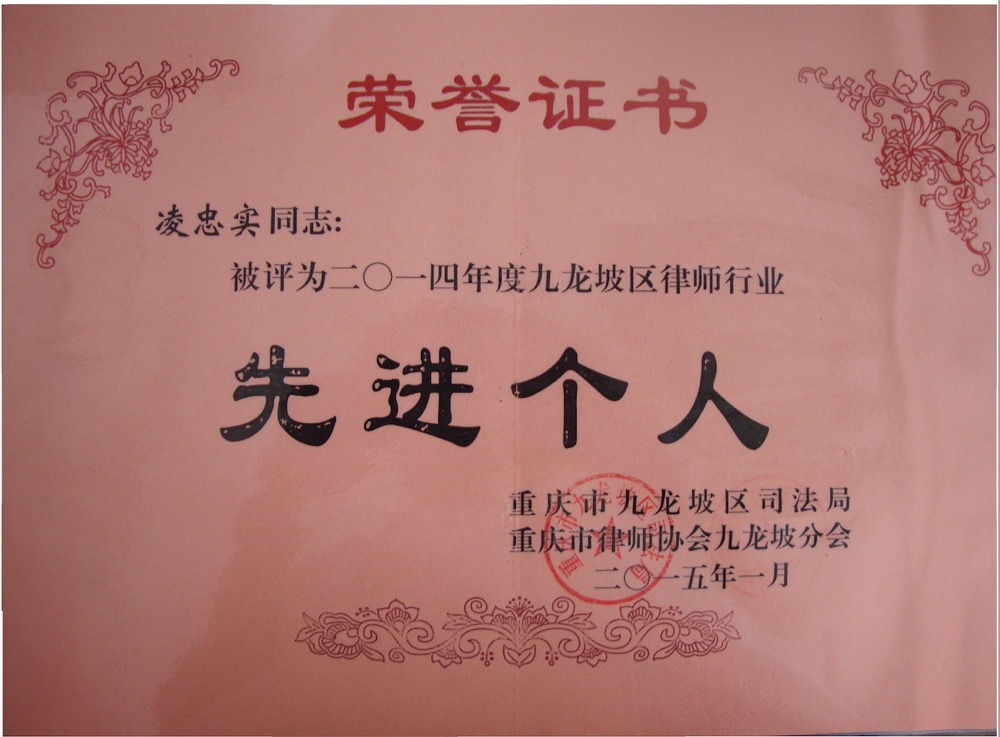 荣誉证书
凌忠实同志:
被评为二〇一四年度九龙坡区律师行业
先进个人
重庆市九龙坡区司法局
重庆市律师协会九龙坡分会
二〇一五年一月